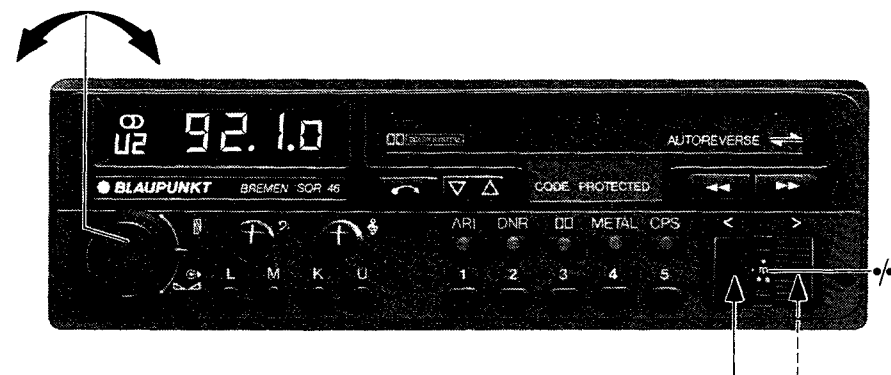 U2 92.1.0
AUTOREVERSE
BLAUPUNKT BREMEN SQR 46
CODE PROTECTED
ARI DNR METAL CPS < >
L M K U 1 2 3 4 5
m